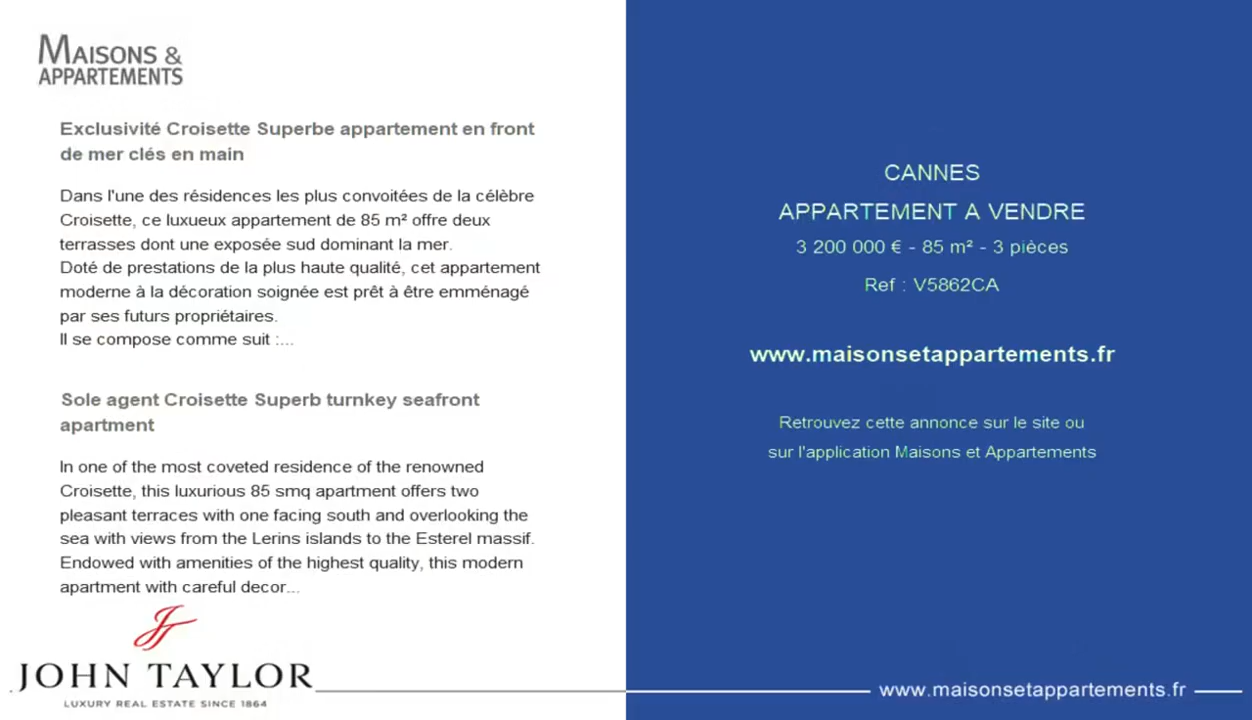 MAISONS &
APPARTEMENTS
Exclusivité Croisette Superbe appartement en front
de mer clés en main
Dans l'une des résidences les plus convoitées de la célèbre
Croisette, ce luxueux appartement de 85 m² offre deux
terrasses dont une exposée sud dominant la mer.
Doté de prestations de la plus haute qualité, cet appartement
moderne à la décoration soignée est prêt à être emménagé
par ses futurs propriétaires.
Il se compose comme suit :...
Sole agent Croisette Superb turnkey seafront
apartment
In one of the most coveted residence of the renowned
Croisette, this luxurious 85 smq apartment offers two
pleasant terraces with one facing south and overlooking the
sea with views from the Lerins islands to the Esterel massif.
Endowed with amenities of the highest quality, this modern
apartment with careful decor...
JOHN TAYLOR
LUXURY REAL ESTATE SINCE 1864
CANNES
APPARTEMENT A VENDRE
3 200 000 € - 85 m² - 3 pièces
Ref : V5862CA
www.maisonsetappartements.fr
Retrouvez cette annonce sur le site ou
sur l'application Maisons et Appartements
www.maisonsetappartements.fr